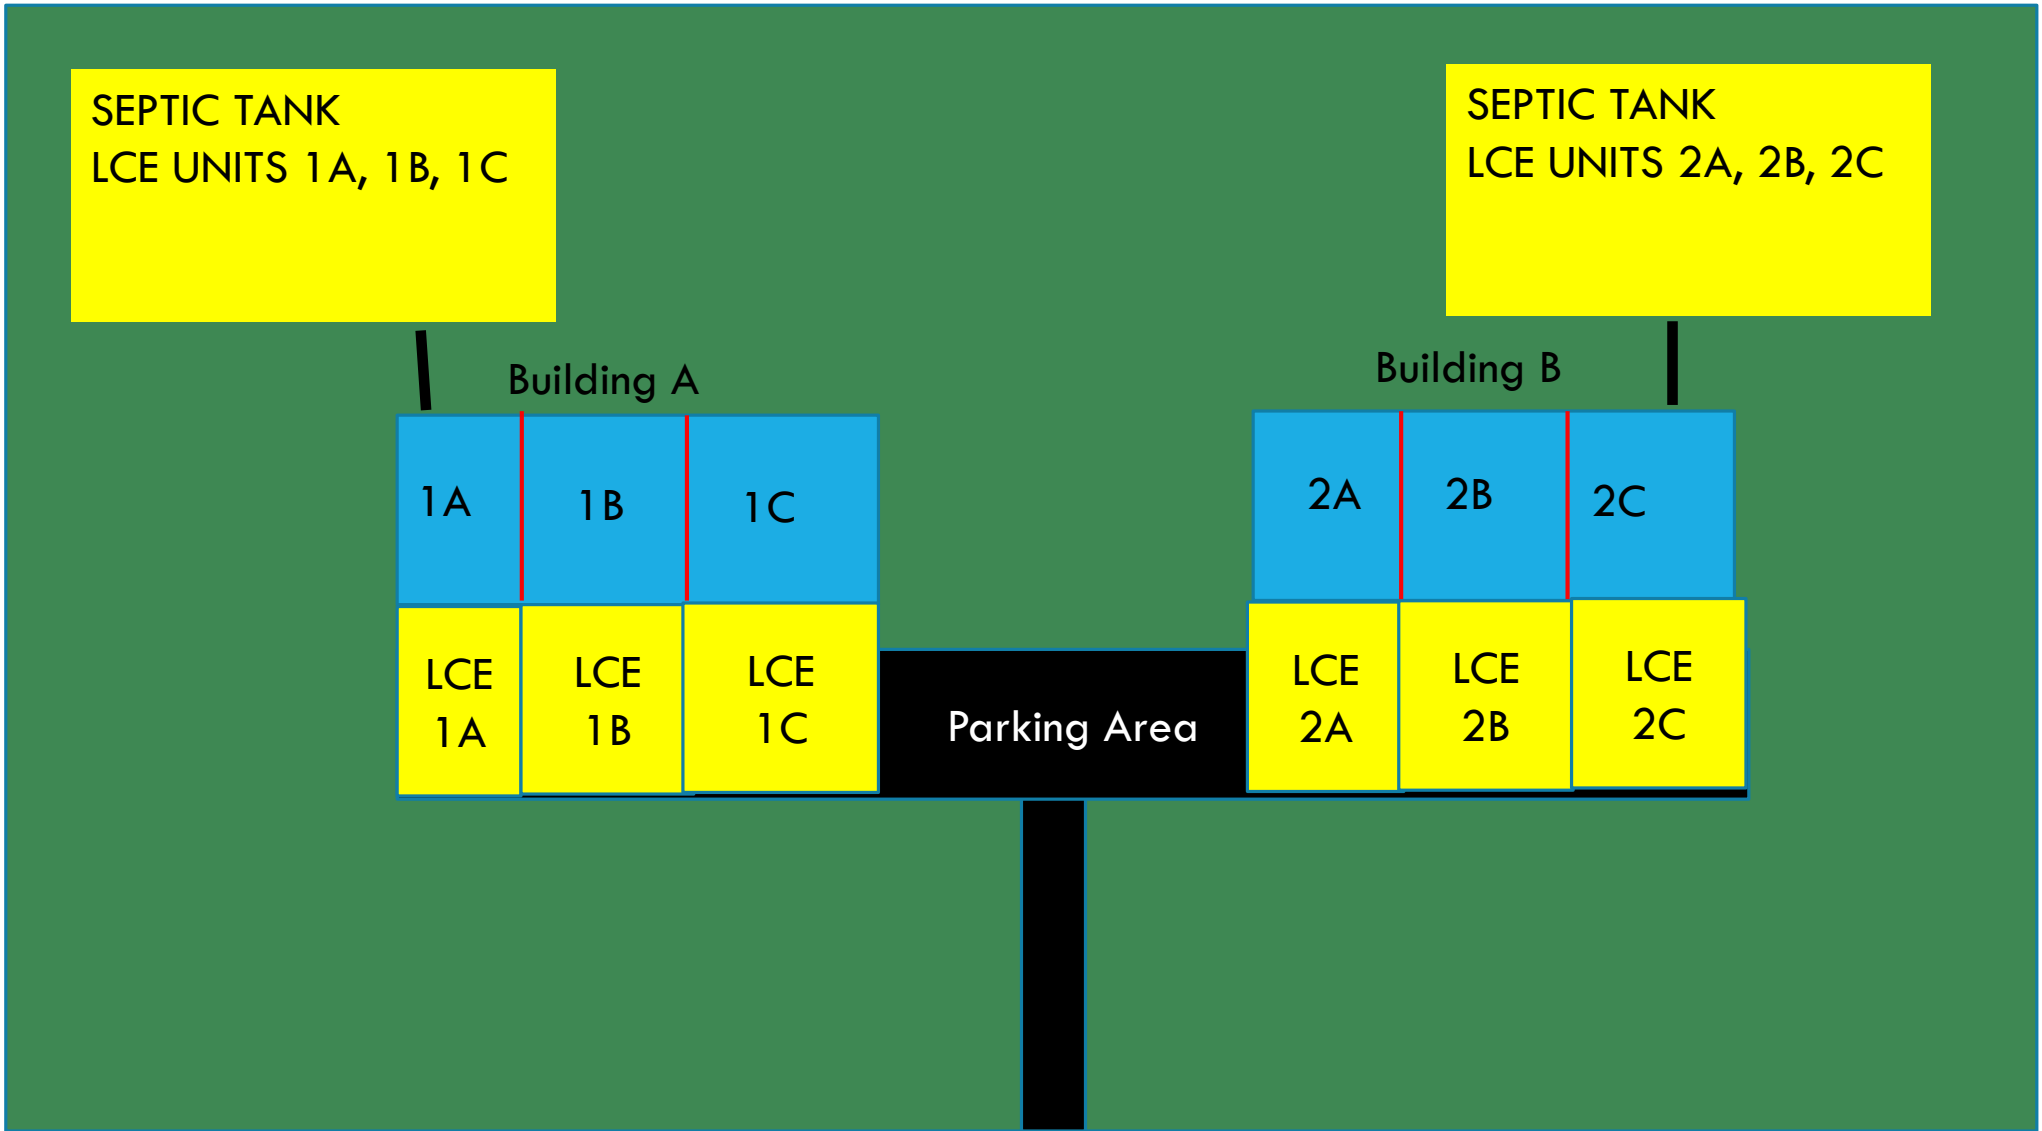 SEPTIC TANK
LCE UNITS 1A, 1B, 1C
SEPTIC TANK
LCE UNITS 2A, 2B, 2C
Building A
Building B
1A
1B
1C
2A
2B
2C
LCE
1A
LCE
1B
LCE
1C
Parking Area
LCE
2A
LCE
2B
LCE
2C